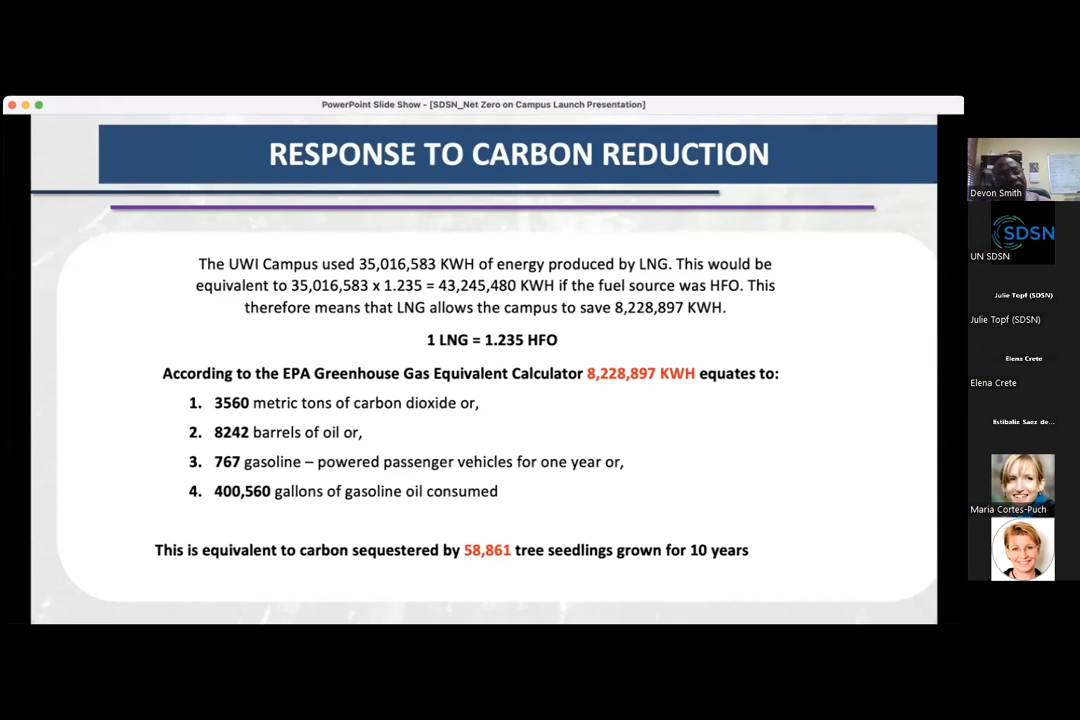 PowerPoint Slide Show - [SDSN_Net Zero on Campus Launch Presentation]
RESPONSE TO CARBON REDUCTION
The UWI Campus used 35,016,583 KWH of energy produced by LNG. This would be
equivalent to 35,016,583 x 1.235 = 43,245,480 KWH if the fuel source was HFO. This
therefore means that LNG allows the campus to save 8,228,897 KWH.
1 LNG = 1.235 HFO
According to the EPA Greenhouse Gas Equivalent Calculator 8,228,897 KWH equates to:
1. 3560 metric tons of carbon dioxide or,
2. 8242 barrels of oil or,
3. 767 gasoline – powered passenger vehicles for one year or,
4. 400,560 gallons of gasoline oil consumed
This is equivalent to carbon sequestered by 58,861 tree seedlings grown for 10 years
Devon Smith
SDSN
UN SDSN
Julie Topf (SDSN)
Julie Topf (SDSN)
Elena Crete
Elena Crete
Estibaliz Saez de...
Maria Cortes-Puch